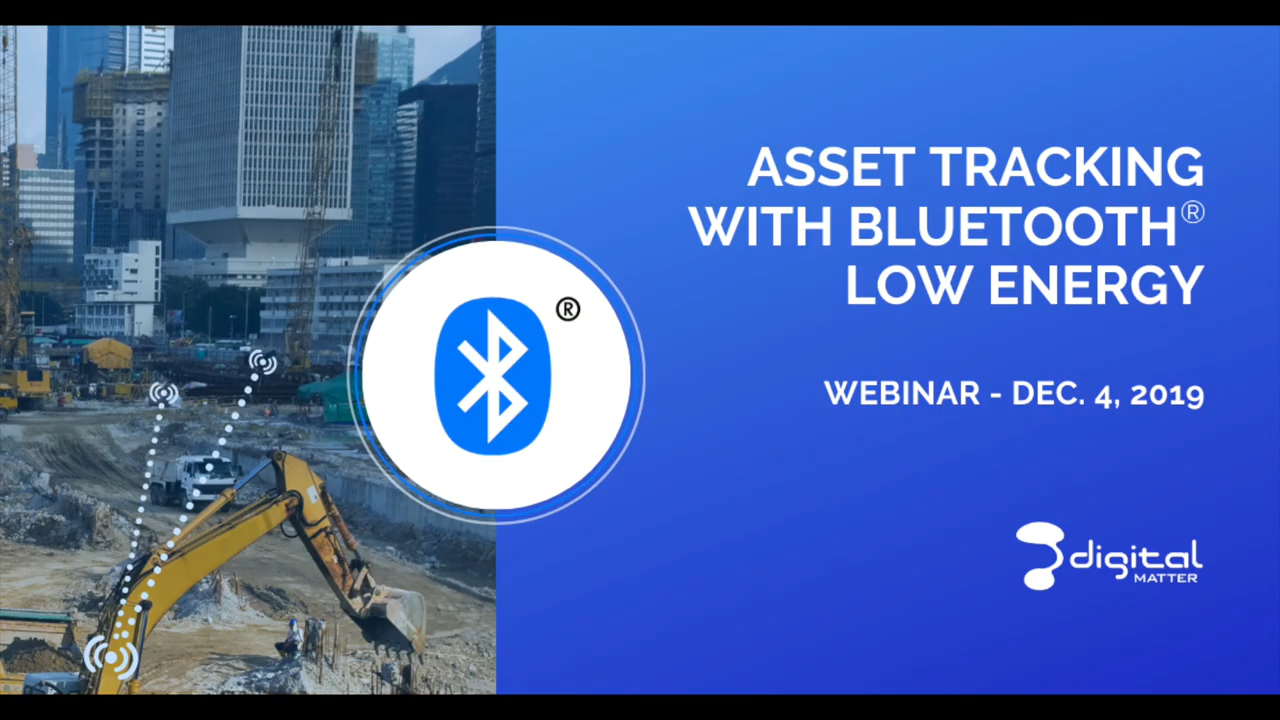 ASSET TRACKING
WITH BLUETOOTH®
LOW ENERGY
®
WEBINAR - DEC. 4, 2019
digital
MATTER